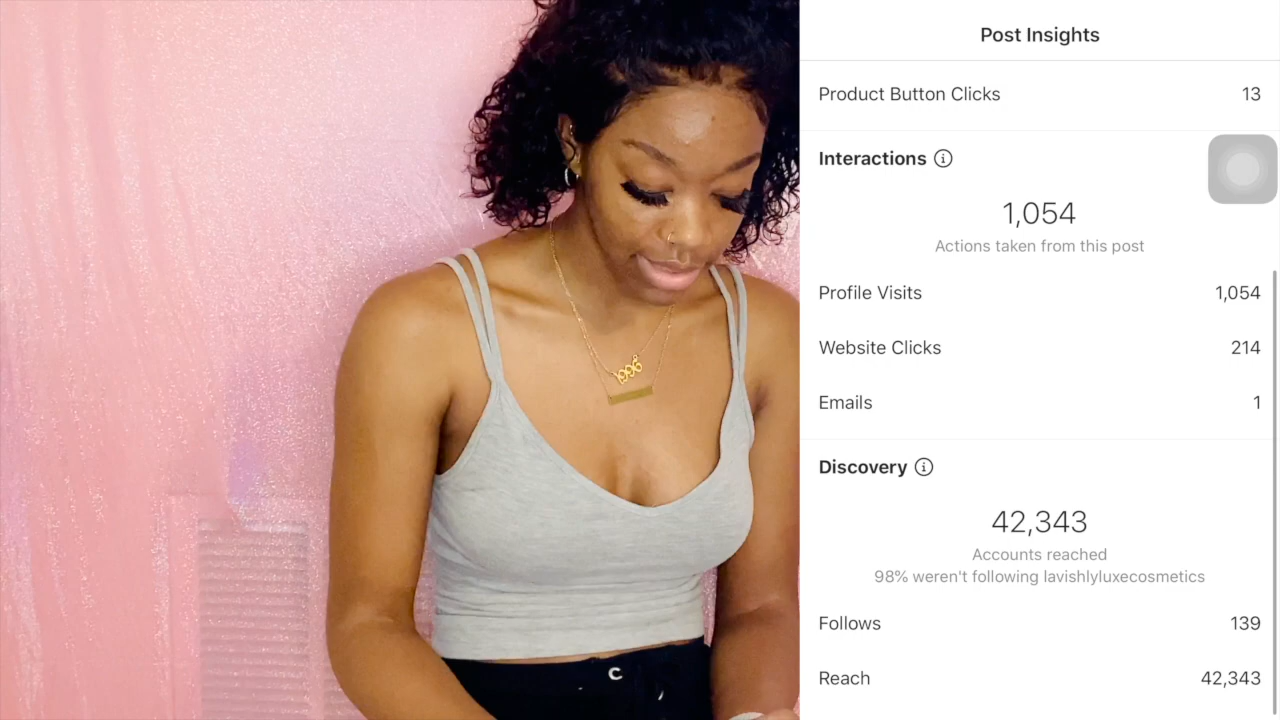 Post Insights
Product Button Clicks 13
Interactions
1,054
Actions taken from this post
Profile Visits 1,054
Website Clicks 214
Emails 1
Discovery
42,343
Accounts reached
98% weren't following lavishlyluxecosmetics
Follows 139
Reach 42,343
1996
C